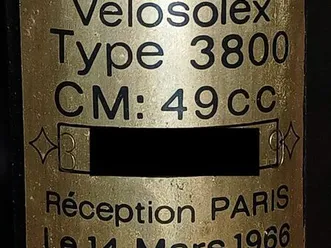 Velosolex
Type 3800
CM: 49cc
Réception PARIS
Le 14 Mars 1966